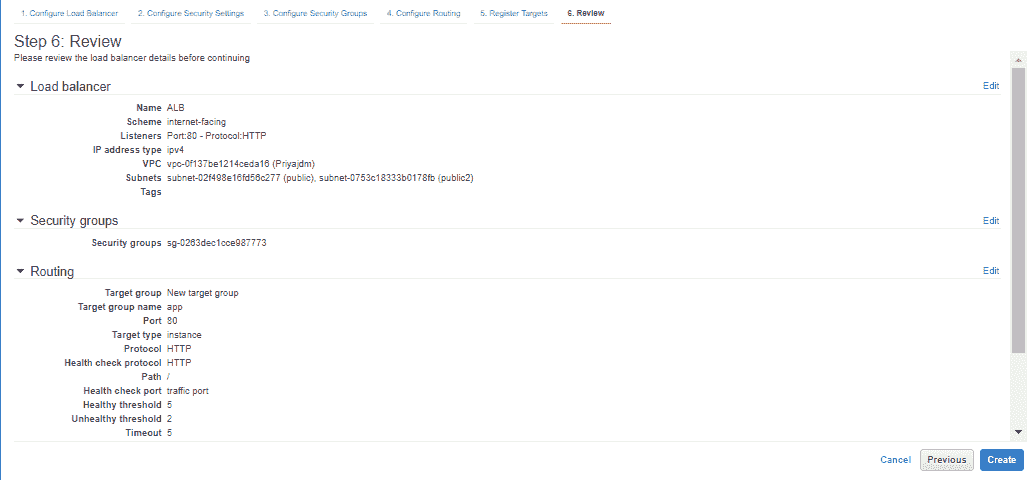 1. Configure Load Balancer 2. Configure Security Settings 3. Configure Security Groups 4. Configure Routing 5. Register Targets 6. Review
Step 6: Review
Please review the load balancer details before continuing
Load balancer Edit
Name ALB
Scheme internet-facing
Listeners Port:80 - Protocol:HTTP
IP address type ipv4
VPC vpc-0f137be1214ceda16 (Priyajdm)
Subnets subnet-02f498e16fd56c277 (public), subnet-0753c18333b0178fb (public2)
Tags
Security groups Edit
Security groups sg-0263dec1cce987773
Routing Edit
Target group New target group
Target group name app
Port 80
Target type instance
Protocol HTTP
Health check protocol HTTP
Path /
Health check port traffic port
Healthy threshold 5
Unhealthy threshold 2
Timeout 5
Cancel Previous Create